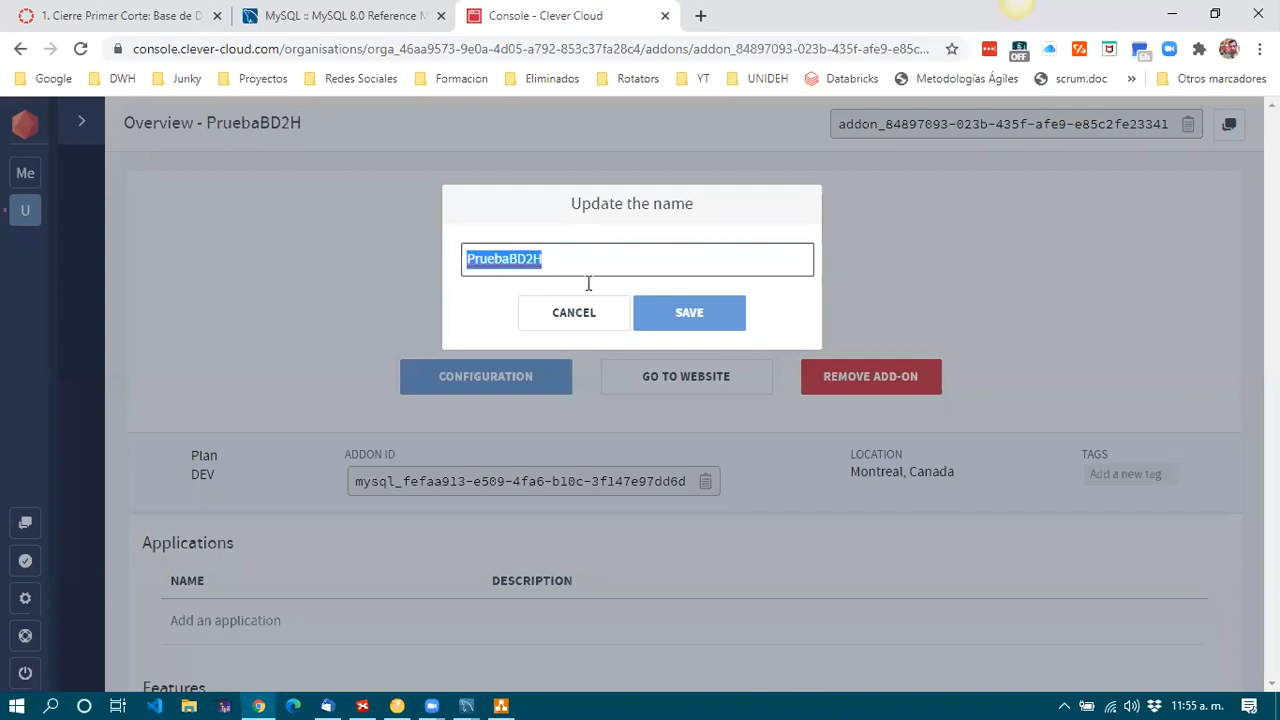 1. Cierre Primer Corte: Base de D
MySQL :: MySQL 8.0 Reference M
Console - Clever Cloud
console.clever-cloud.com/organisations/orga_46aa9573-9c0a-4d05-a792-853c37fa28c4/addons/addon_84897093-023b-435f-afe9-e85c...
OFF
6h
Google
DWH
Junky
Proyectos
Redes Sociales
Formacion
Eliminados
Rotators
YT
UNIDEH
Databricks
Metodologías Ágiles
scrum.doc
»
Otros marcadores
Overview - PruebaBD2H
addon_84897093-023b-435f-afe9-e85c2fe23341
Me
U
Update the name
PruebaBD2H
CANCEL
SAVE
CONFIGURATION
GO TO WEBSITE
REMOVE ADD-ON
Plan
DEV
ADDON ID
mysql_fefaa913-e509-4fa6-b10c-3f147e97dd6d
LOCATION
Montreal, Canada
TAGS
Add a new tag
Applications
NAME
DESCRIPTION
Add an application
Features
11:55 a. m.